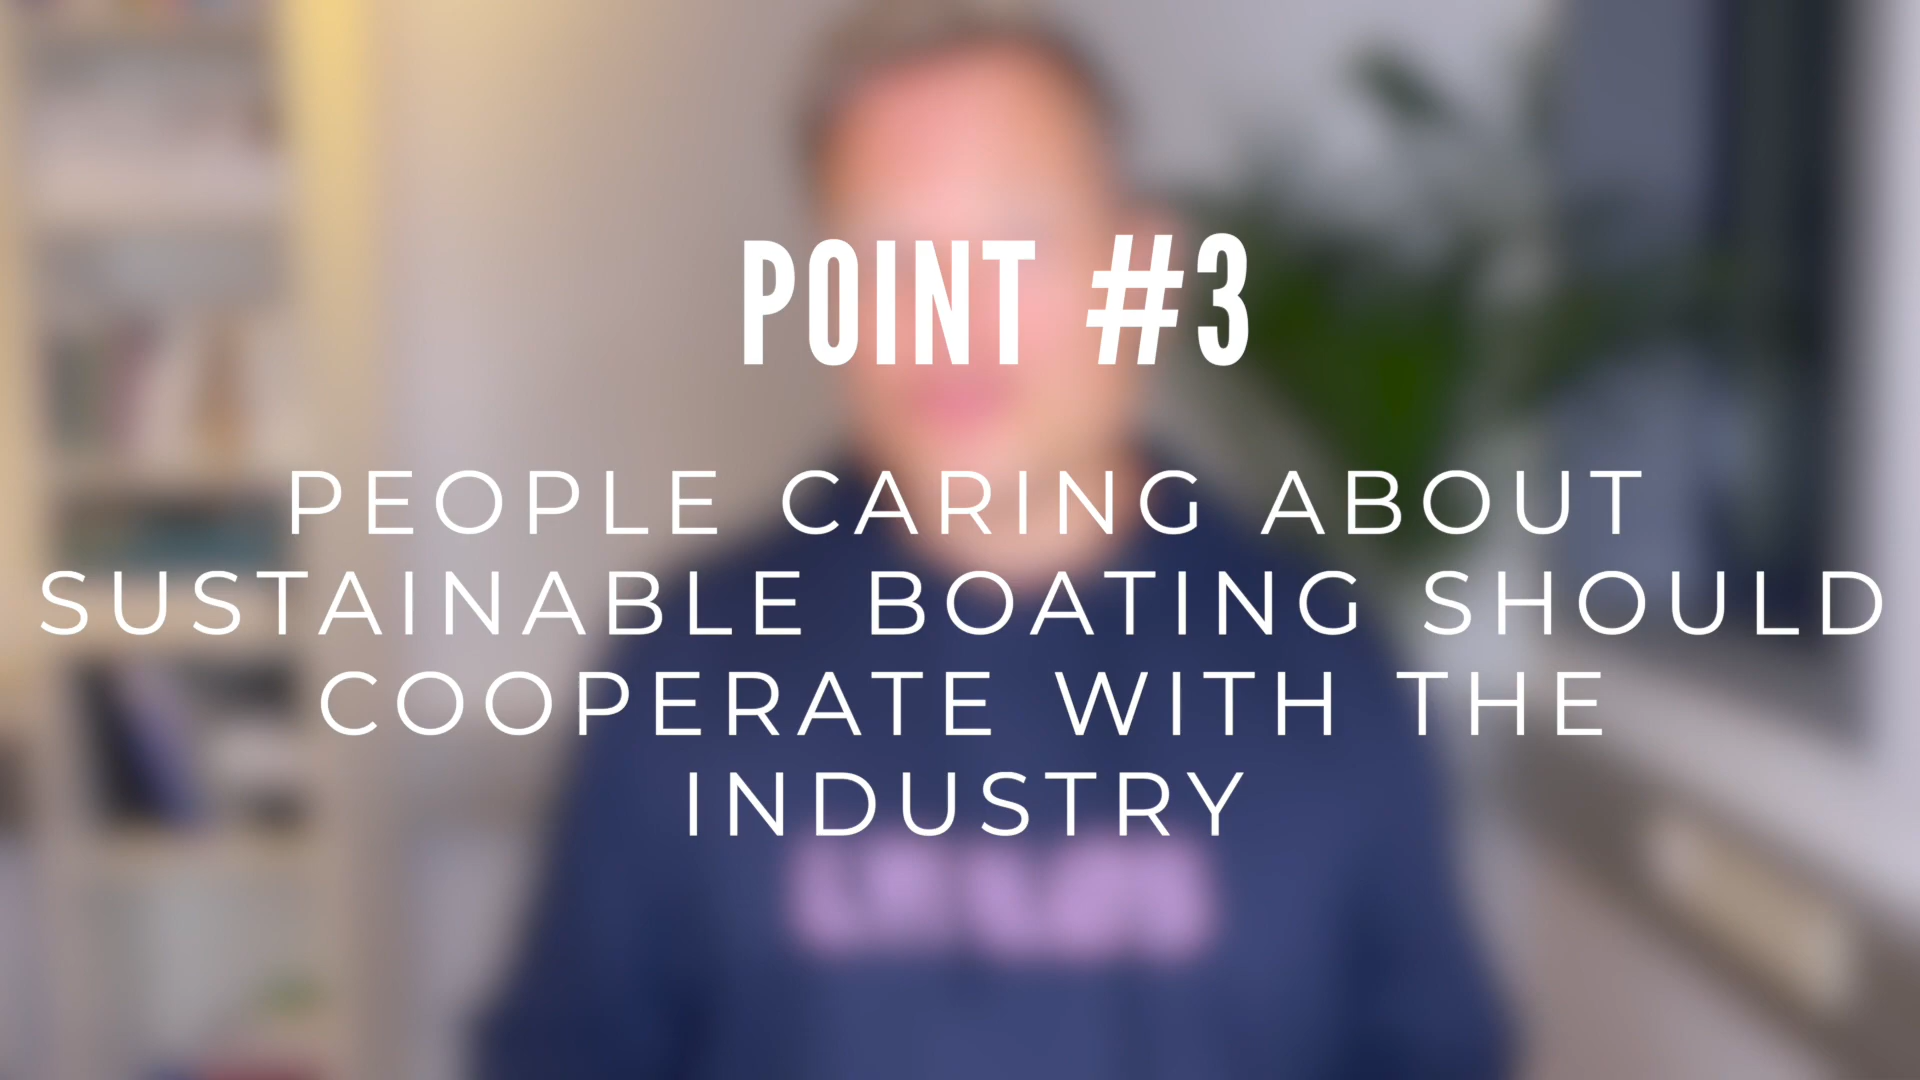 POINT #3
PEOPLE CARING ABOUT
SUSTAINABLE BOATING SHOULD
COOPERATE WITH THE
INDUSTRY